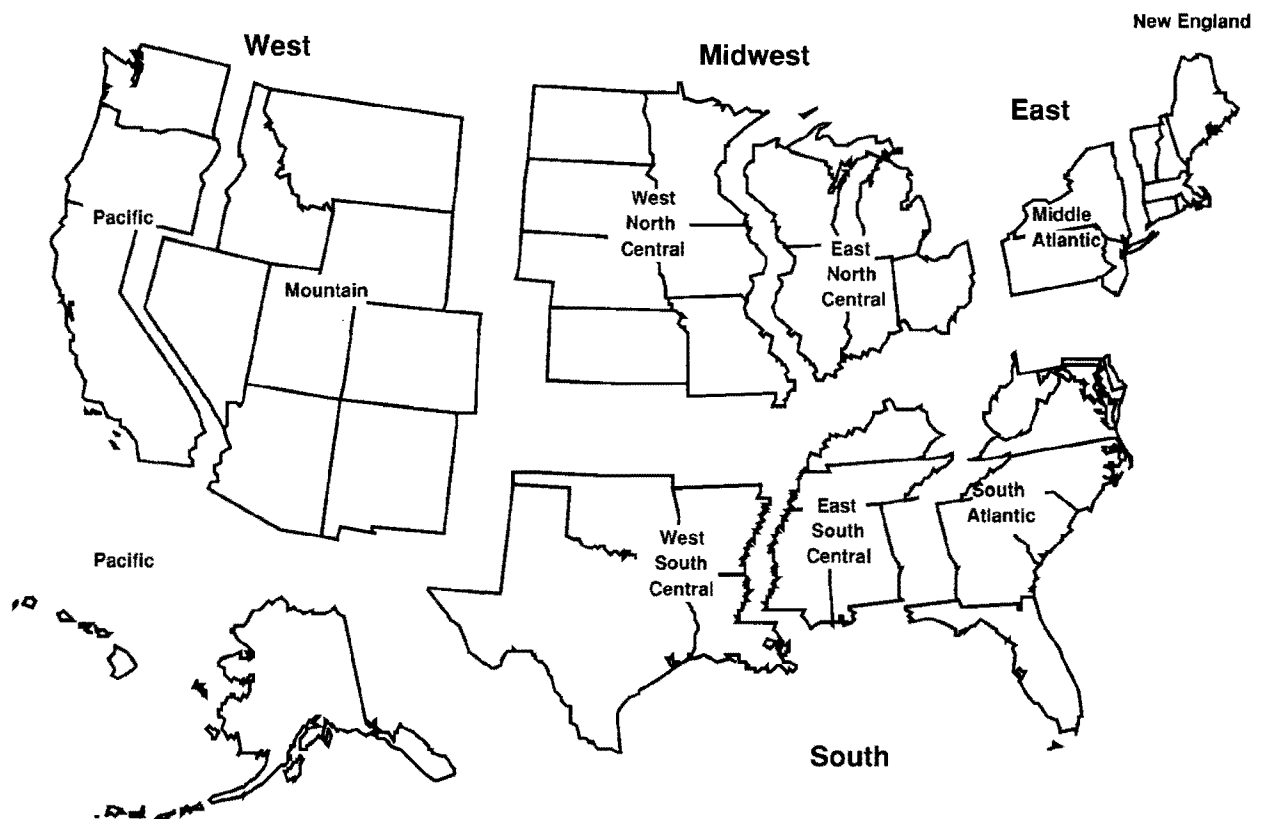 New England
West
Midwest
East
Pacific
West
North
Central
Middle
Atlantic
East
North
Central
Mountain
South
Atlantic
East
South
Central
West
South
Central
Pacific
South